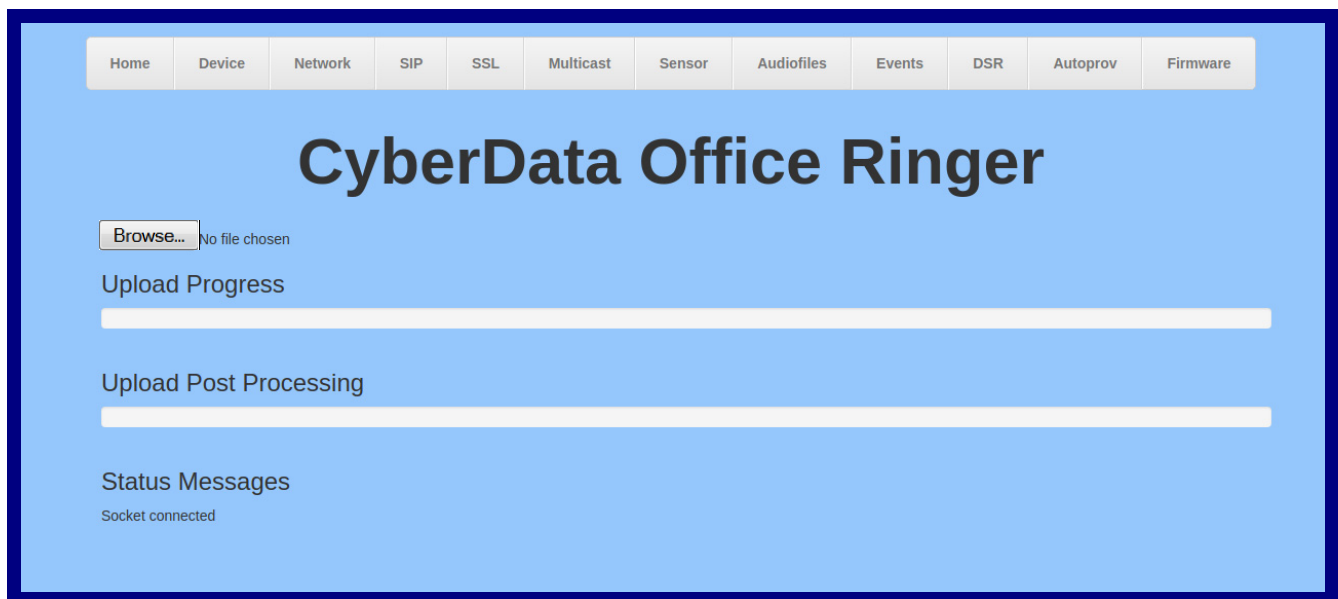 Home Device Network SIP SSL Multicast Sensor Audiofiles Events DSR Autoprov Firmware
CyberData Office Ringer
Browse... No file chosen
Upload Progress
Upload Post Processing
Status Messages
Socket connected